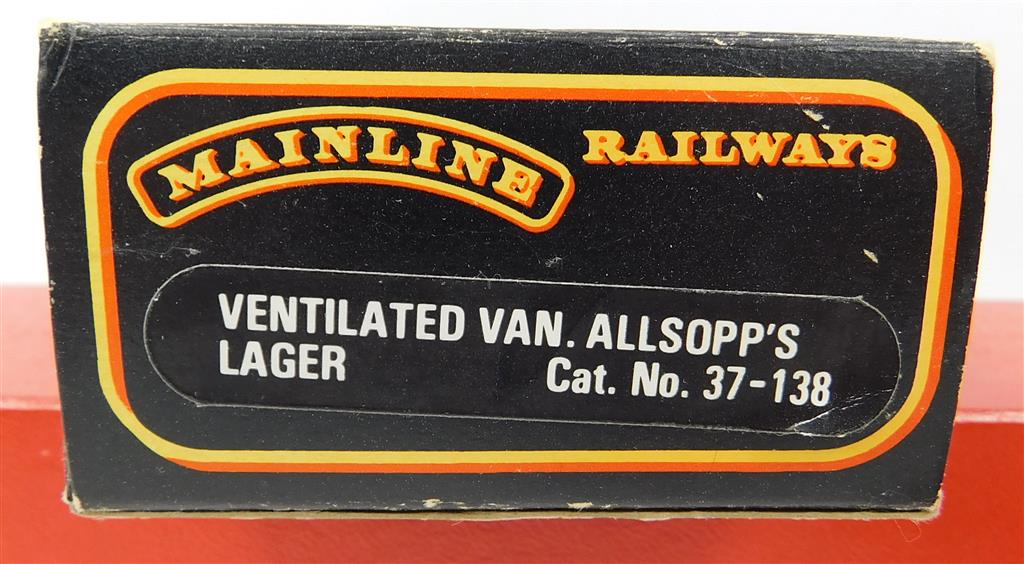 MAINLINE RAILWAYS
VENTILATED VAN. ALLSOPP'S
LAGER Cat. No. 37-138